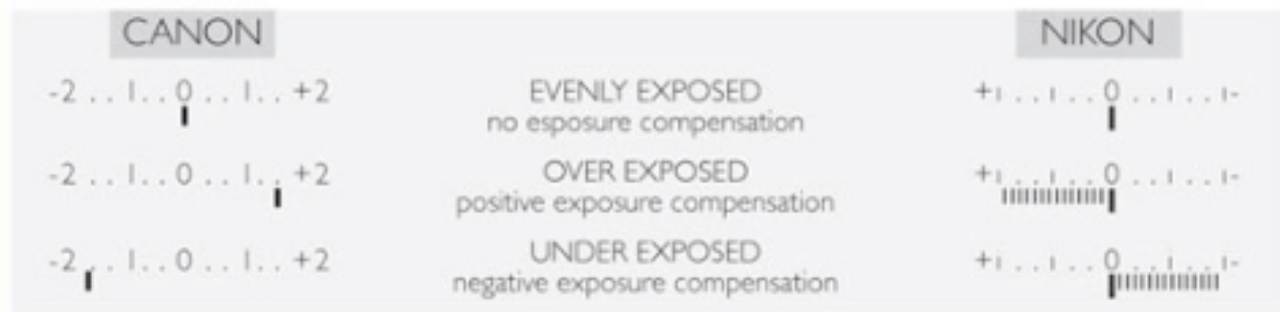 CANON NIKON
-2 . . I . . 0 . . I . . +2 EVENLY EXPOSED +I . . I . . 0 . . I . . I-
no esposure compensation
-2 . . I . . 0 . . I . . +2 OVER EXPOSED +I . . I . . 0 . . I . . I-
positive exposure compensation
-2 . . I . . 0 . . I . . +2 UNDER EXPOSED +I . . I . . 0 . . I . . I-
negative exposure compensation